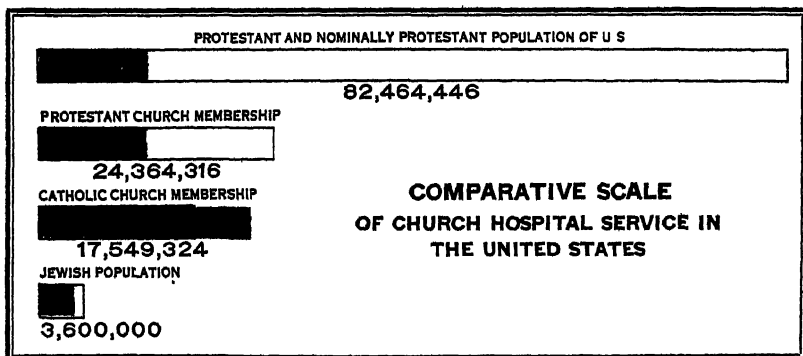 PROTESTANT AND NOMINALLY PROTESTANT POPULATION OF U S
82,464,446
PROTESTANT CHURCH MEMBERSHIP
24,364,316
CATHOLIC CHURCH MEMBERSHIP
17,549,324
JEWISH POPULATION
3,600,000
COMPARATIVE SCALE
OF CHURCH HOSPITAL SERVICE IN
THE UNITED STATES